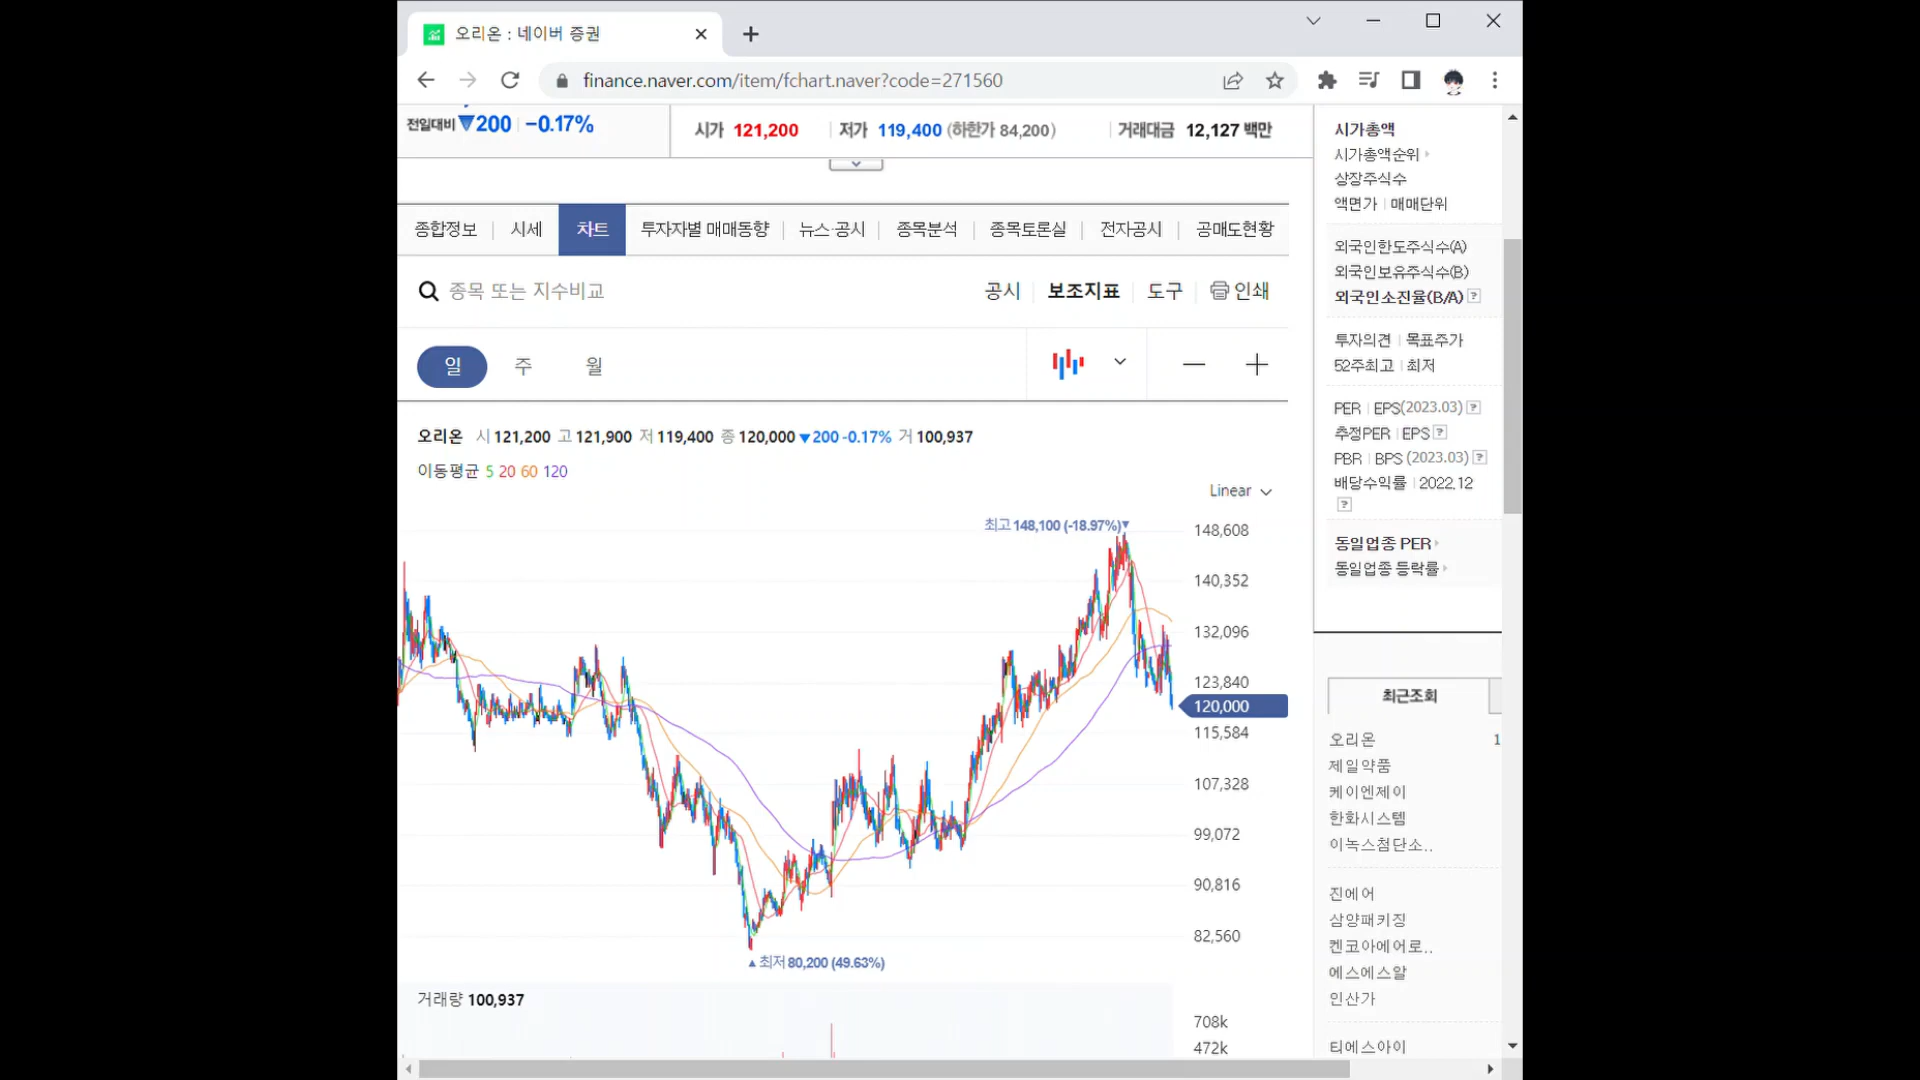 오리온 : 네이버 증권
finance.naver.com/item/fchart.naver?code=271560
전일대비 ▼200 -0.17%
시가 121,200 저가 119,400 (하한가 84,200) 거래대금 12,127 백만
종합정보 시세 차트 투자자별 매매동향 뉴스·공시 종목분석 종목토론실 전자공시 공매도현황
종목 또는 지수비교
공시 보조지표 도구 인쇄
일 주 월
오리온 시 121,200 고 121,900 저 119,400 종 120,000 ▼200 -0.17% 거 100,937
이동평균 5 20 60 120
Linear
최고 148,100 (-18.97%)▼
148,608
140,352
132,096
123,840
120,000
115,584
107,328
99,072
90,816
82,560
▲최저 80,200 (49.63%)
거래량 100,937
708k
472k
시가총액
시가총액순위
상장주식수
액면가 | 매매단위
외국인한도주식수(A)
외국인보유주식수(B)
외국인소진율(B/A) ?
투자의견 | 목표주가
52주최고 | 최저
PER | EPS(2023.03) ?
추정PER | EPS ?
PBR | BPS (2023.03) ?
배당수익률 | 2022.12
?
동일업종 PER
동일업종 등락률
최근조회
오리온 1
제일약품
케이엔제이
한화시스템
이녹스첨단소..
진에어
삼양패키징
켄코아에어로..
에스에스알
인산가
티에스아이